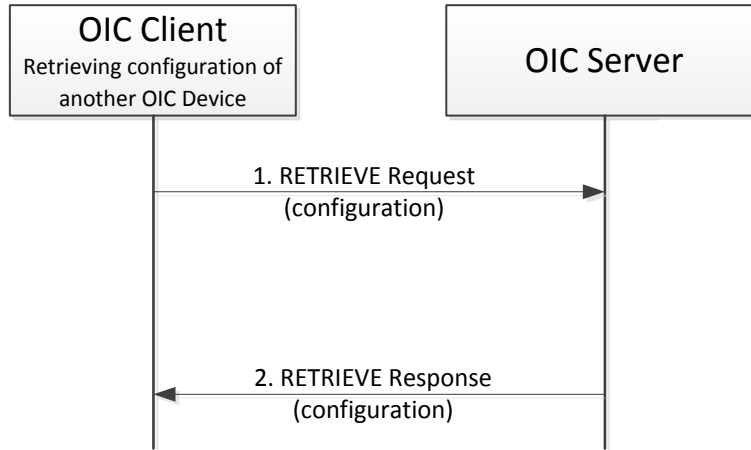 OIC Client
Retrieving configuration of
another OIC Device
OIC Server
1. RETRIEVE Request
(configuration)
2. RETRIEVE Response
(configuration)